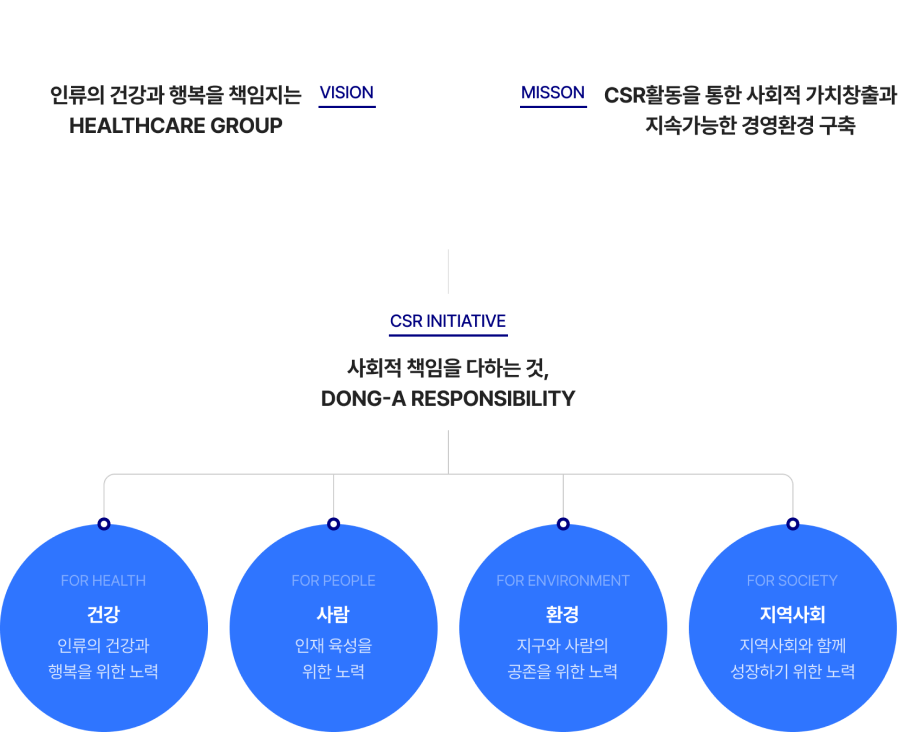 인류의 건강과 행복을 책임지는
HEALTHCARE GROUP
VISION
MISSON
CSR활동을 통한 사회적 가치창출과
지속가능한 경영환경 구축
CSR INITIATIVE
사회적 책임을 다하는 것,
DONG-A RESPONSIBILITY
FOR HEALTH
건강
인류의 건강과
행복을 위한 노력
FOR PEOPLE
사람
인재 육성을
위한 노력
FOR ENVIRONMENT
환경
지구와 사람의
공존을 위한 노력
FOR SOCIETY
지역사회
지역사회와 함께
성장하기 위한 노력